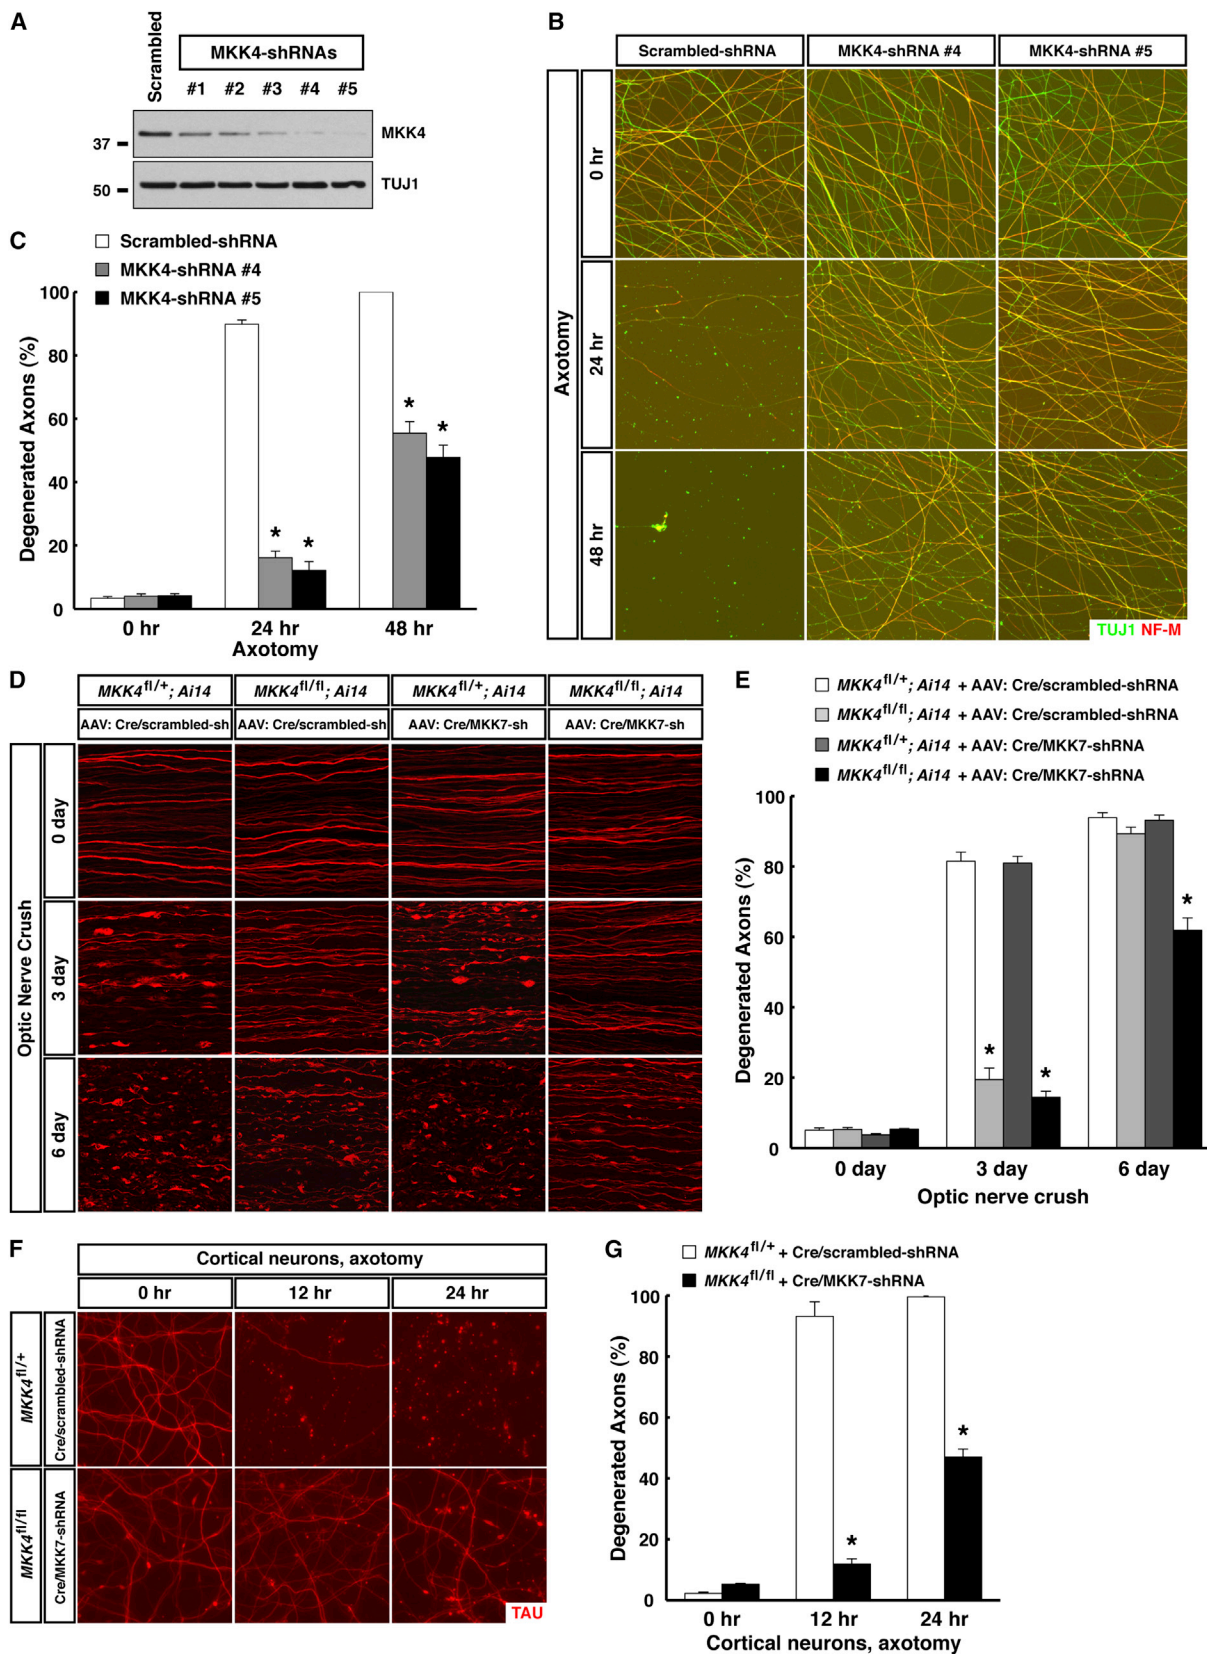 A
Scrambled
MKK4-shRNAs
#1 #2 #3 #4 #5
37
MKK4
50
TUJ1
B
Scrambled-shRNA
MKK4-shRNA #4
MKK4-shRNA #5
Axotomy
0 hr
24 hr
48 hr
TUJ1 NF-M
C
Scrambled-shRNA
MKK4-shRNA #4
MKK4-shRNA #5
Degenerated Axons (%)
100
80
60
40
20
0
* *
* *
0 hr 24 hr 48 hr
Axotomy
D
MKK4fl/+; Ai14
MKK4fl/fl; Ai14
MKK4fl/+; Ai14
MKK4fl/fl; Ai14
AAV: Cre/scrambled-sh
AAV: Cre/scrambled-sh
AAV: Cre/MKK7-sh
AAV: Cre/MKK7-sh
Optic Nerve Crush
0 day
3 day
6 day
E
MKK4fl/+; Ai14 + AAV: Cre/scrambled-shRNA
MKK4fl/fl; Ai14 + AAV: Cre/scrambled-shRNA
MKK4fl/+; Ai14 + AAV: Cre/MKK7-shRNA
MKK4fl/fl; Ai14 + AAV: Cre/MKK7-shRNA
Degenerated Axons (%)
100
80
60
40
20
0
* *
*
0 day 3 day 6 day
Optic nerve crush
F
Cortical neurons, axotomy
0 hr
12 hr
24 hr
MKK4fl/+
Cre/scrambled-shRNA
MKK4fl/fl
Cre/MKK7-shRNA
TAU
G
MKK4fl/+ + Cre/scrambled-shRNA
MKK4fl/fl + Cre/MKK7-shRNA
Degenerated Axons (%)
100
80
60
40
20
0
*
*
0 hr 12 hr 24 hr
Cortical neurons, axotomy